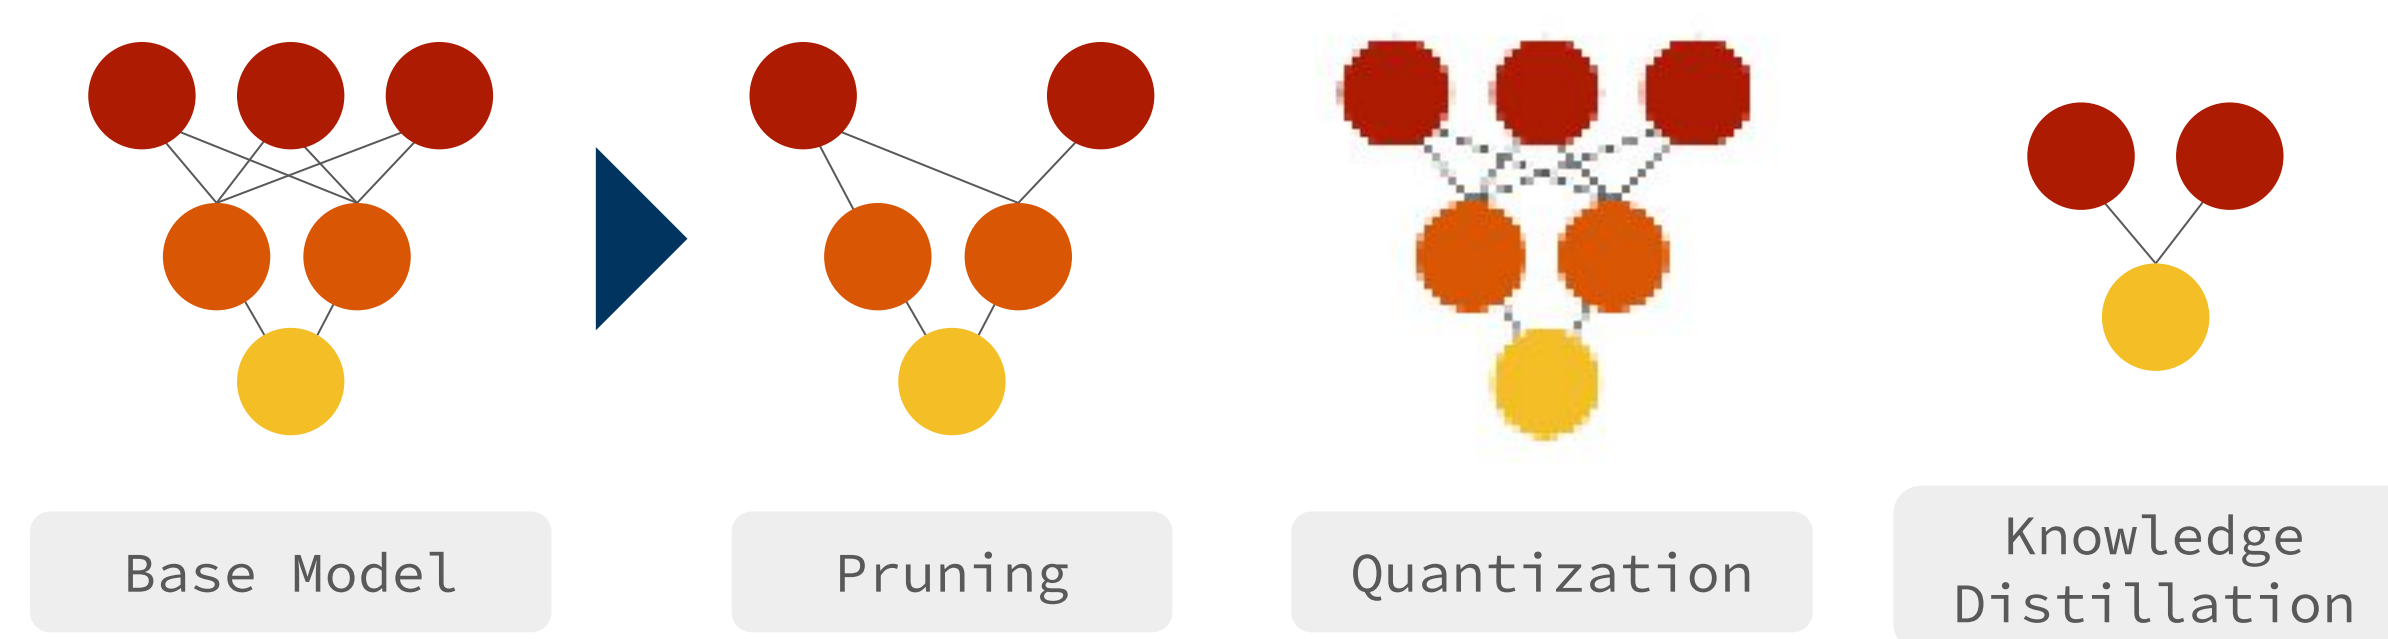 Base Model
Pruning
Quantization
Knowledge
Distillation